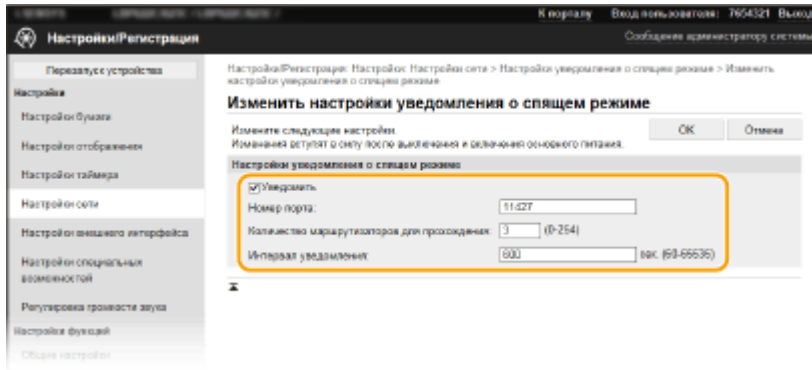 К порталу Вход пользователя: 7654321 Выход
Настройки/Регистрация
Сообщение администратору системы
Перезапуск устройства
Настройки
Настройки бумаги
Настройки отображения
Настройки таймера
Настройки сети
Настройки внешнего интерфейса
Настройки специальных
возможностей
Регулировка громкости звука
Настройки функций
Общие настройки
Настройки/Регистрация: Настройки: Настройки сети > Настройки уведомления о спящем режиме > Изменить
настройки уведомления о спящем режиме
Изменить настройки уведомления о спящем режиме
Измените следующие настройки.
Изменения вступят в силу после выключения и включения основного питания.
OK Отмена
Настройки уведомления о спящем режиме
Уведомить
Номер порта: 11427
Количество маршрутизаторов для прохождения: 3 (0-254)
Интервал уведомления: 600 сек. (60-65535)